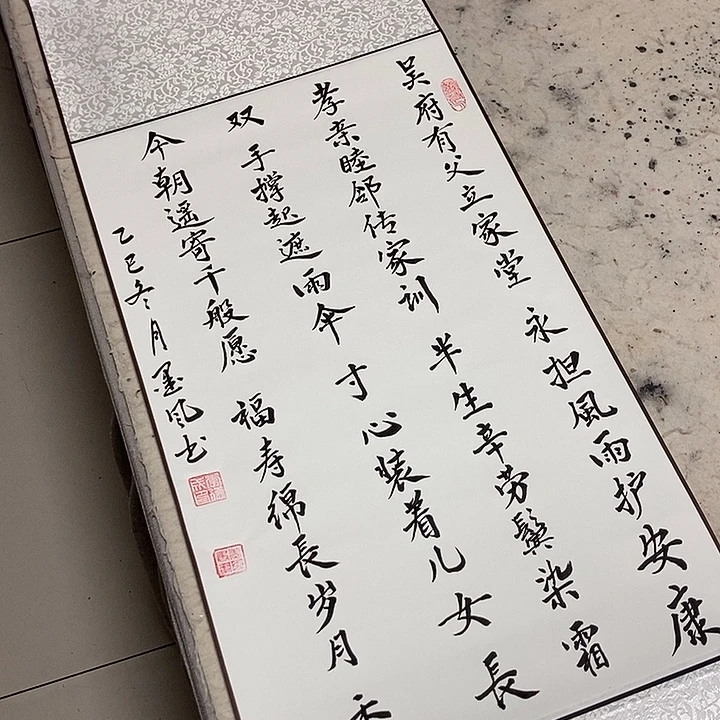 吴府有父立家堂 永担風雨护安康
孝亲睦邻传家训 半生辛劳鬓染霜
双手撑起遮雨伞 寸心装着儿女長
今朝遥寄千般愿 福寿綿長岁月
乙巳冬月墨风书